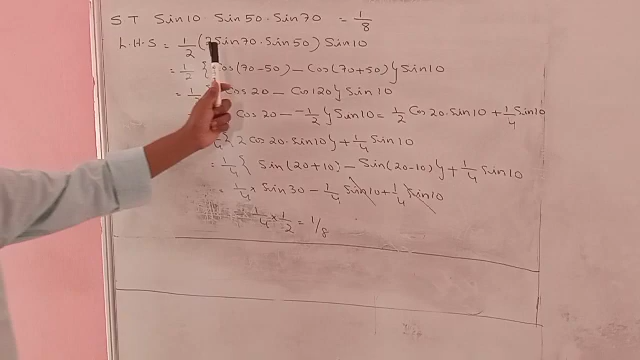 S T Sin10 . Sin50 . Sin70 = 1/8
L.H.S = 1/2 (2Sin70 . Sin50) Sin10
= 1/2 { Cos(70-50) - Cos(70+50) } Sin10
= 1/2 { Cos20 - Cos120 } Sin10
Cos20 - -1/2 } Sin10 = 1/2 Cos20 . Sin10 + 1/4 Sin10
1/4 { 2 Cos20 . Sin10 } + 1/4 Sin10
= 1/4 { Sin(20+10) - Sin(20-10) } + 1/4 Sin10
= 1/4 × Sin30 - 1/4 Sin10 + 1/4 Sin10
1/4 × 1/2 = 1/8